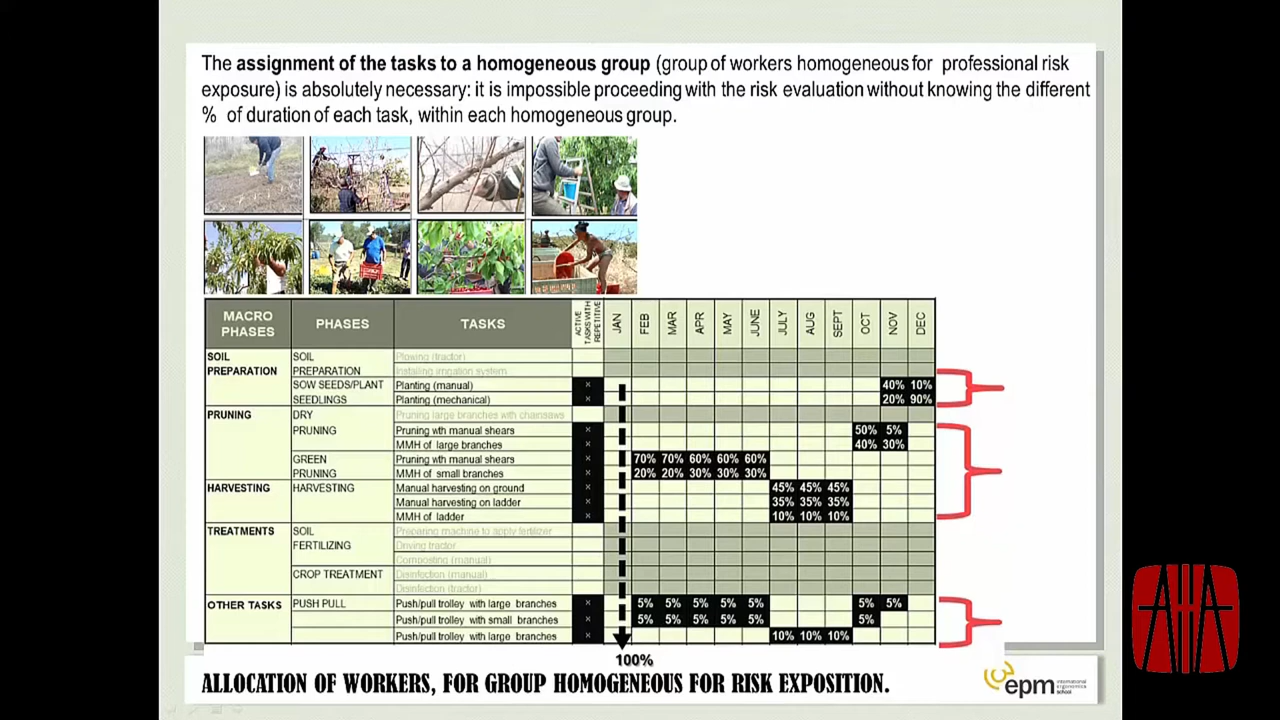 The assignment of the tasks to a homogeneous group (group of workers homogeneous for professional risk
exposure) is absolutely necessary: it is impossible proceeding with the risk evaluation without knowing the different
% of duration of each task, within each homogeneous group.
MACRO PHASES PHASES TASKS ACTIVE TASKS WITH REPETITIVE JAN FEB MAR APR MAY JUNE JULY AUG SEPT OCT NOV DEC
SOIL SOIL Plowing (tractor)
PREPARATION PREPARATION Installing irrigation system
SOW SEEDS/PLANT Planting (manual) × 40% 10%
SEEDLINGS Planting (mechanical) × 20% 90%
PRUNING DRY Pruning large branches with chainsaws
PRUNING Pruning wth manual shears × 50% 5%
MMH of large branches × 40% 30%
GREEN Pruning wth manual shears × 70% 70% 60% 60% 60%
PRUNING MMH of small branches × 20% 20% 30% 30% 30%
HARVESTING HARVESTING Manual harvesting on ground × 45% 45% 45%
Manual harvesting on ladder × 35% 35% 35%
MMH of ladder × 10% 10% 10%
TREATMENTS SOIL Preparing machine to apply fertilizer
FERTILIZING Driving tractor
Composting (manual)
CROP TREATMENT Disinfection (manual)
Disinfection (tractor)
OTHER TASKS PUSH PULL Push/pull trolley with large branches × 5% 5% 5% 5% 5% 5% 5%
Push/pull trolley with small branches × 5% 5% 5% 5% 5% 5%
Push/pull trolley with large branches × 10% 10% 10%
100%
ALLOCATION OF WORKERS, FOR GROUP HOMOGENEOUS FOR RISK EXPOSITION.
epm international ergonomics school
AHA